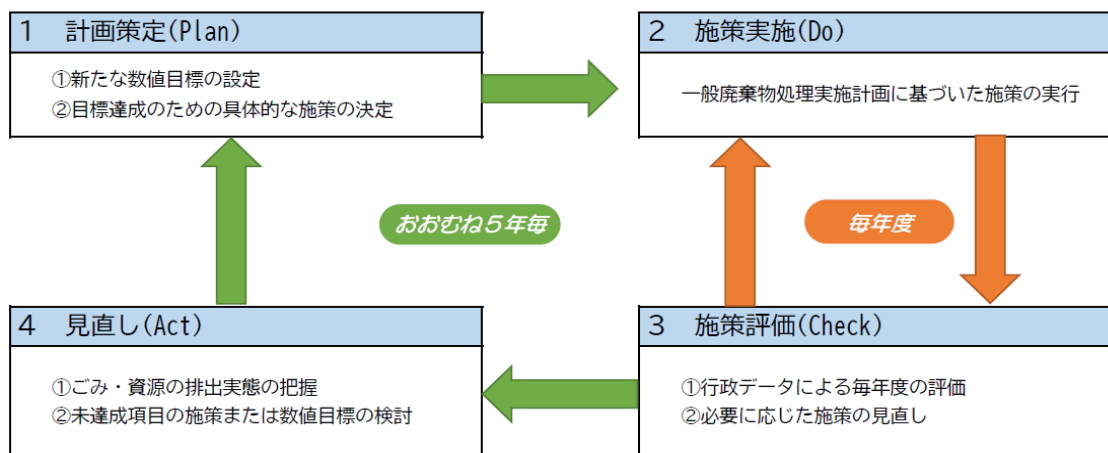 1 計画策定(Plan)
①新たな数値目標の設定
②目標達成のための具体的な施策の決定
2 施策実施(Do)
一般廃棄物処理実施計画に基づいた施策の実行
おおむね5年毎
毎年度
4 見直し(Act)
①ごみ・資源の排出実態の把握
②未達成項目の施策または数値目標の検討
3 施策評価(Check)
①行政データによる毎年度の評価
②必要に応じた施策の見直し